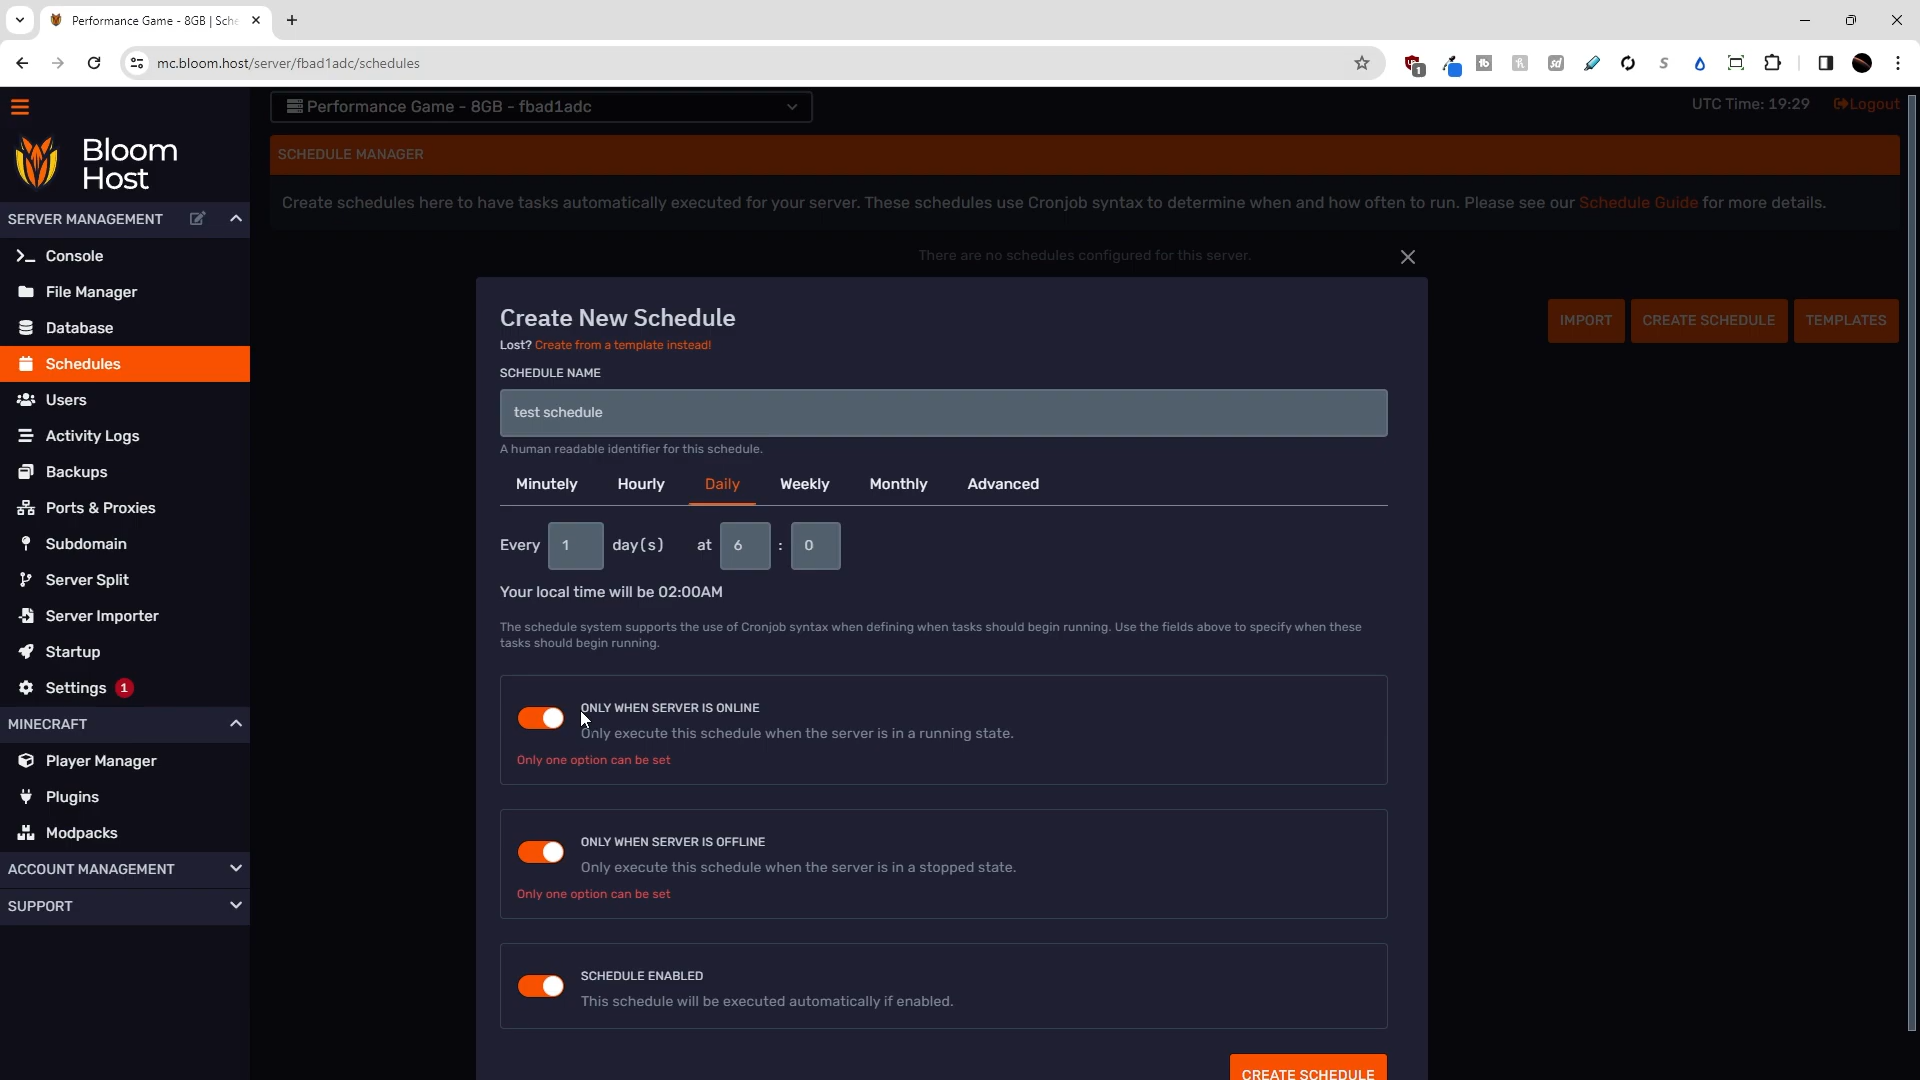 Performance Game - 8GB | Sche
mc.bloom.host/server/fbad1adc/schedules
1
Performance Game - 8GB - fbad1adc
UTC Time: 19:29
Logout
Bloom
Host
SCHEDULE MANAGER
Create schedules here to have tasks automatically executed for your server. These schedules use Cronjob syntax to determine when and how often to run. Please see our Schedule Guide for more details.
There are no schedules configured for this server.
IMPORT
CREATE SCHEDULE
TEMPLATES
SERVER MANAGEMENT
Console
File Manager
Database
Schedules
Users
Activity Logs
Backups
Ports & Proxies
Subdomain
Server Split
Server Importer
Startup
Settings 1
MINECRAFT
Player Manager
Plugins
Modpacks
ACCOUNT MANAGEMENT
SUPPORT
Create New Schedule
Lost? Create from a template instead!
SCHEDULE NAME
test schedule
A human readable identifier for this schedule.
Minutely Hourly Daily Weekly Monthly Advanced
Every 1 day(s) at 6 : 0
Your local time will be 02:00AM
The schedule system supports the use of Cronjob syntax when defining when tasks should begin running. Use the fields above to specify when these
tasks should begin running.
ONLY WHEN SERVER IS ONLINE
Only execute this schedule when the server is in a running state.
Only one option can be set
ONLY WHEN SERVER IS OFFLINE
Only execute this schedule when the server is in a stopped state.
Only one option can be set
SCHEDULE ENABLED
This schedule will be executed automatically if enabled.
CREATE SCHEDULE